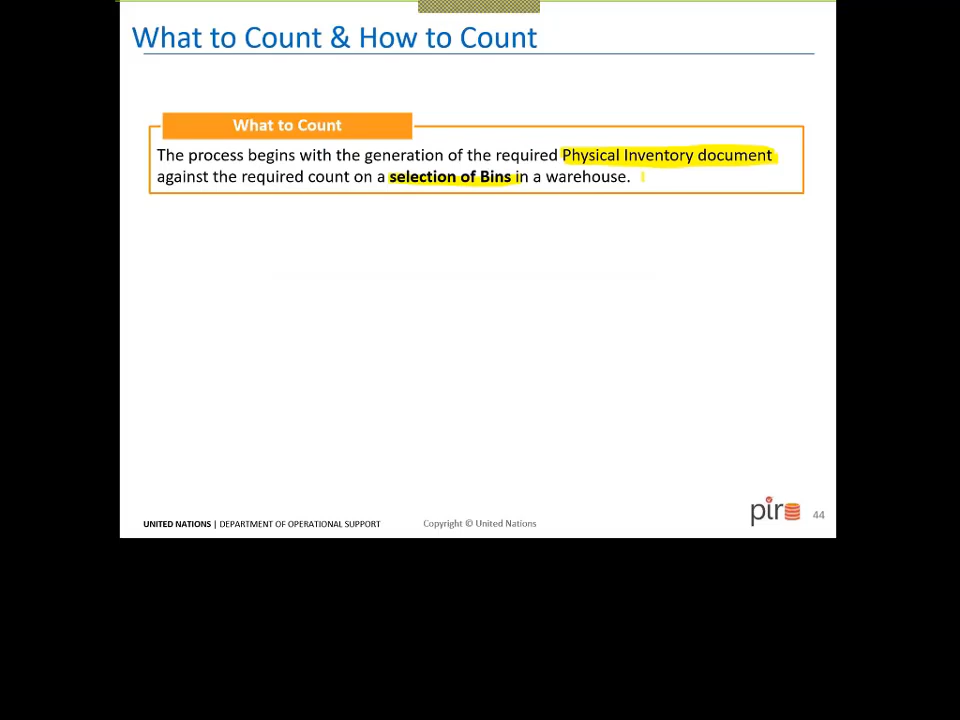 What to Count & How to Count
What to Count
The process begins with the generation of the required Physical Inventory document
against the required count on a selection of Bins in a warehouse.
UNITED NATIONS | DEPARTMENT OF OPERATIONAL SUPPORT
Copyright © United Nations
pir
44